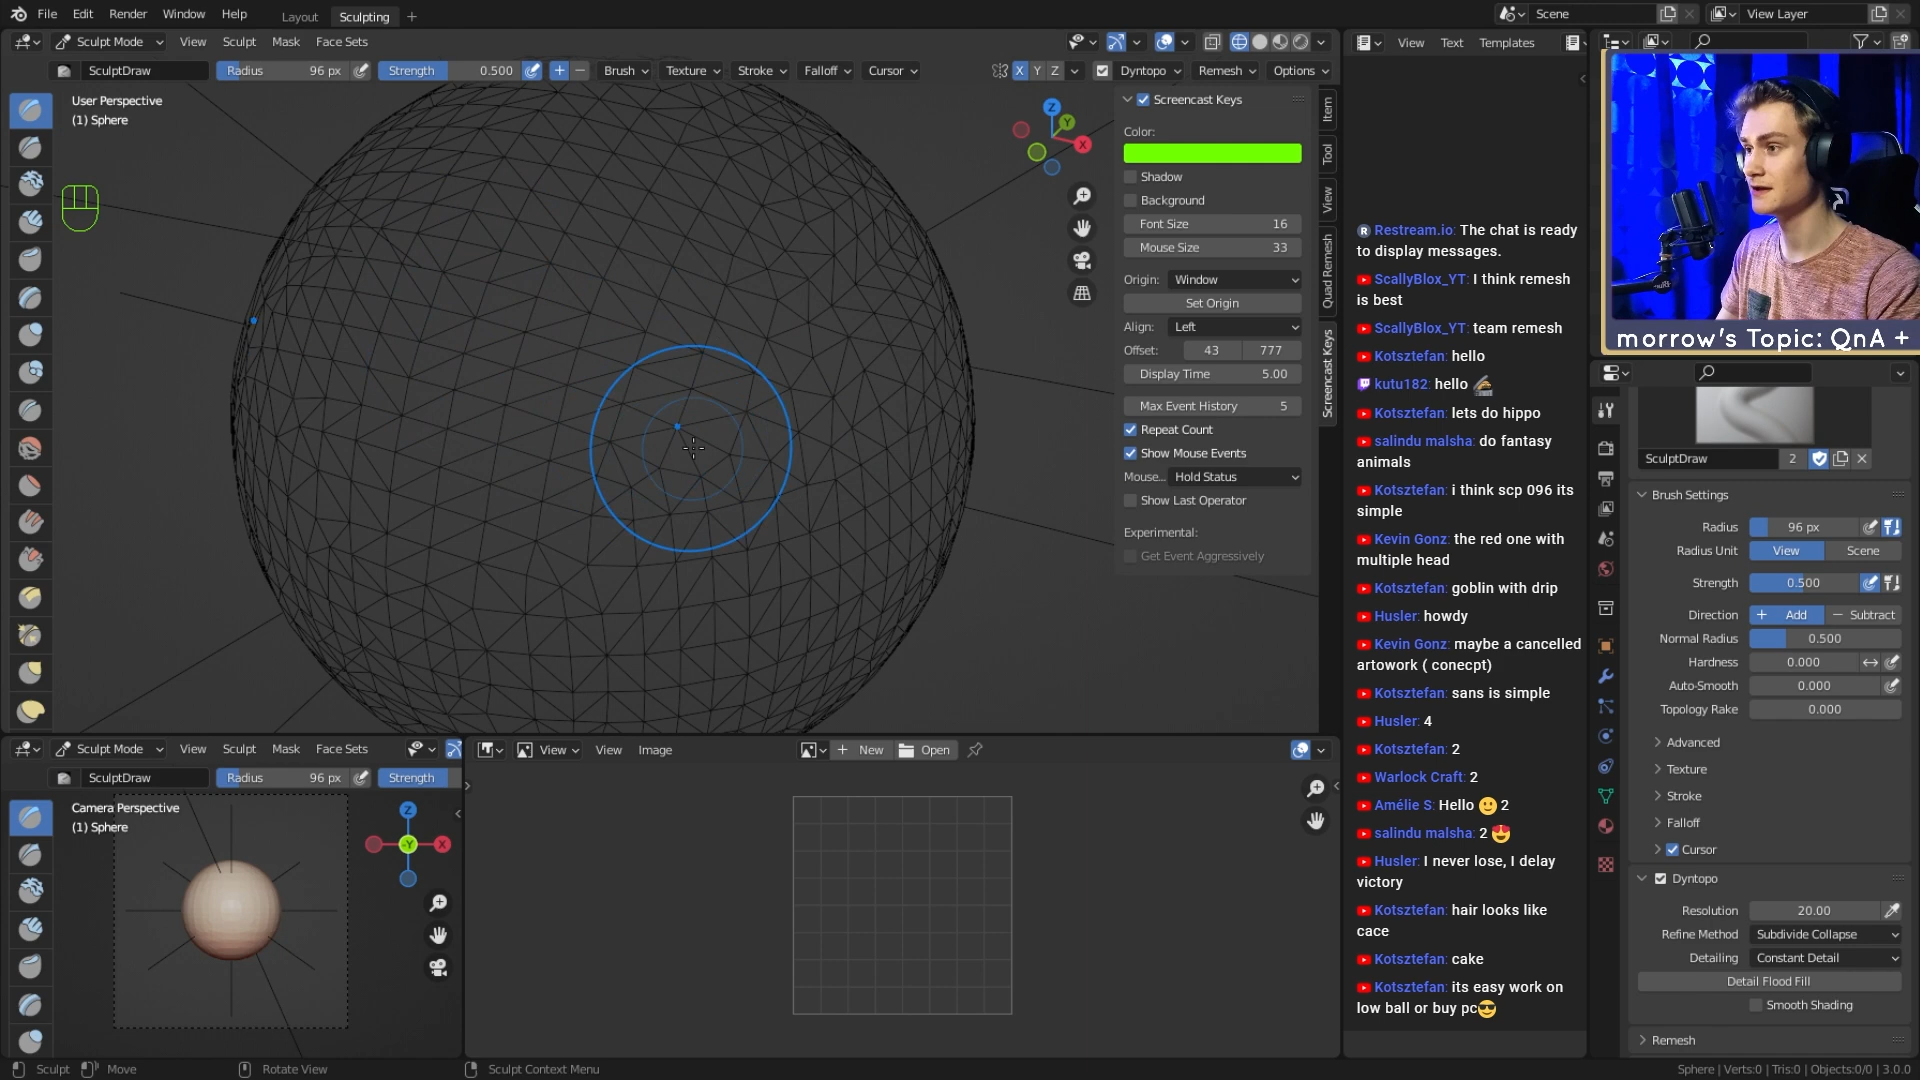 File Edit Render Window Help Layout Sculpting + Scene View Layer
Sculpt Mode View Sculpt Mask Face Sets View Text Templates
SculptDraw Radius 96 px Strength 0.500 Brush Texture Stroke Falloff Cursor X Y Z Dyntopo Remesh Options
User Perspective
(1) Sphere
Z
Y
X
Screencast Keys
Color:
Shadow
Background
Font Size 16
Mouse Size 33
Origin: Window
Set Origin
Align: Left
Offset: 43 777
Display Time 5.00
Max Event History 5
Repeat Count
Show Mouse Events
Mouse... Hold Status
Show Last Operator
Experimental:
Get Event Aggressively
Item
Tool
View
Quad Remesh
Screencast Keys
Restream.io: The chat is ready
to display messages.
ScallyBlox_YT: I think remesh
is best
ScallyBlox_YT: team remesh
Kotsztefan: hello
kutu182: hello
Kotsztefan: lets do hippo
salindu malsha: do fantasy
animals
Kotsztefan: i think scp 096 its
simple
Kevin Gonz: the red one with
multiple head
Kotsztefan: goblin with drip
Husler: howdy
Kevin Gonz: maybe a cancelled
artowork ( conecpt)
Kotsztefan: sans is simple
Husler: 4
Kotsztefan: 2
Warlock Craft: 2
Amélie S: Hello 🙂 2
salindu malsha: 2 😍
Husler: I never lose, I delay
victory
Kotsztefan: hair looks like
cace
Kotsztefan: cake
Kotsztefan: its easy work on
low ball or buy pc😎
morrow's Topic: QnA +
SculptDraw 2
Brush Settings
Radius 96 px
Radius Unit View Scene
Strength 0.500
Direction + Add − Subtract
Normal Radius 0.500
Hardness 0.000
Auto-Smooth 0.000
Topology Rake 0.000
Advanced
Texture
Stroke
Falloff
Cursor
Dyntopo
Resolution 20.00
Refine Method Subdivide Collapse
Detailing Constant Detail
Detail Flood Fill
Smooth Shading
Remesh
Sculpt Mode View Sculpt Mask Face Sets
SculptDraw Radius 96 px Strength
Camera Perspective
(1) Sphere
Z
-Y X
View View Image + New Open
Sculpt Move Rotate View Sculpt Context Menu Sphere | Verts:0 | Tris:0 | Objects:0/0 | 3.0.0